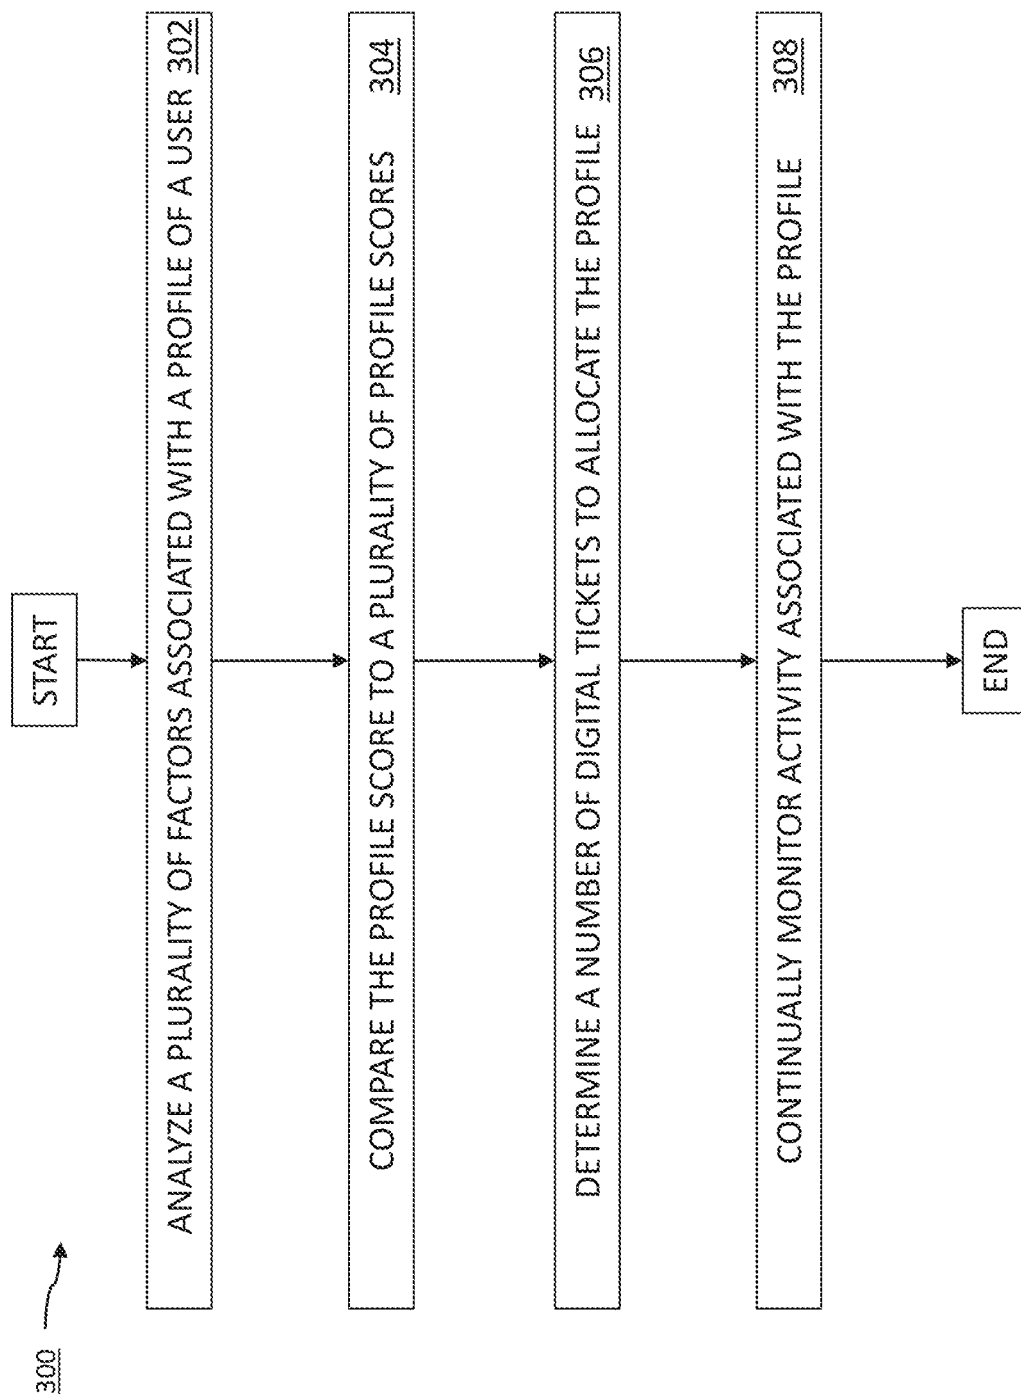 300
START
ANALYZE A PLURALITY OF FACTORS ASSOCIATED WITH A PROFILE OF A USER 302
COMPARE THE PROFILE SCORE TO A PLURALITY OF PROFILE SCORES 304
DETERMINE A NUMBER OF DIGITAL TICKETS TO ALLOCATE THE PROFILE 306
CONTINUALLY MONITOR ACTIVITY ASSOCIATED WITH THE PROFILE 308
END